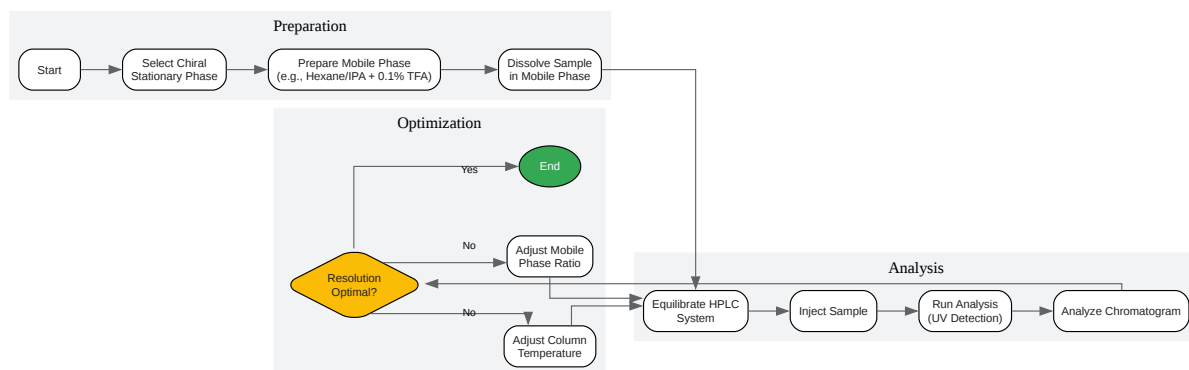 Preparation
Start
Select Chiral
Stationary Phase
Prepare Mobile Phase
(e.g., Hexane/IPA + 0.1% TFA)
Dissolve Sample
in Mobile Phase
Optimization
Yes
End
No
Adjust Mobile
Phase Ratio
Resolution
Optimal?
No
Adjust Column
Temperature
Analysis
Equilibrate HPLC
System
Inject Sample
Run Analysis
(UV Detection)
Analyze Chromatogram